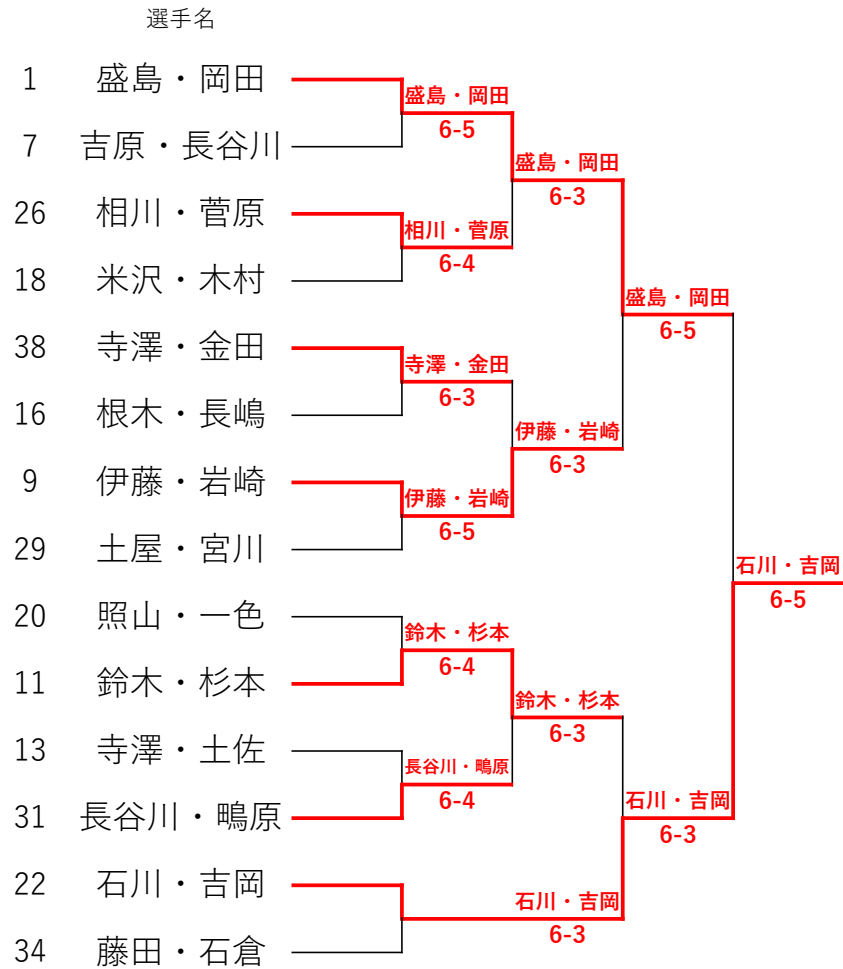 選手名
1 盛島・岡田
7 吉原・長谷川
26 相川・菅原
18 米沢・木村
38 寺澤・金田
16 根木・長嶋
9 伊藤・岩崎
29 土屋・宮川
20 照山・一色
11 鈴木・杉本
13 寺澤・土佐
31 長谷川・鴫原
22 石川・吉岡
34 藤田・石倉
盛島・岡田
6-5
相川・菅原
6-4
寺澤・金田
6-3
伊藤・岩崎
6-5
鈴木・杉本
6-4
長谷川・鴫原
6-4
石川・吉岡
6-3
盛島・岡田
6-3
伊藤・岩崎
6-3
鈴木・杉本
6-3
盛島・岡田
6-5
石川・吉岡
6-3
石川・吉岡
6-5